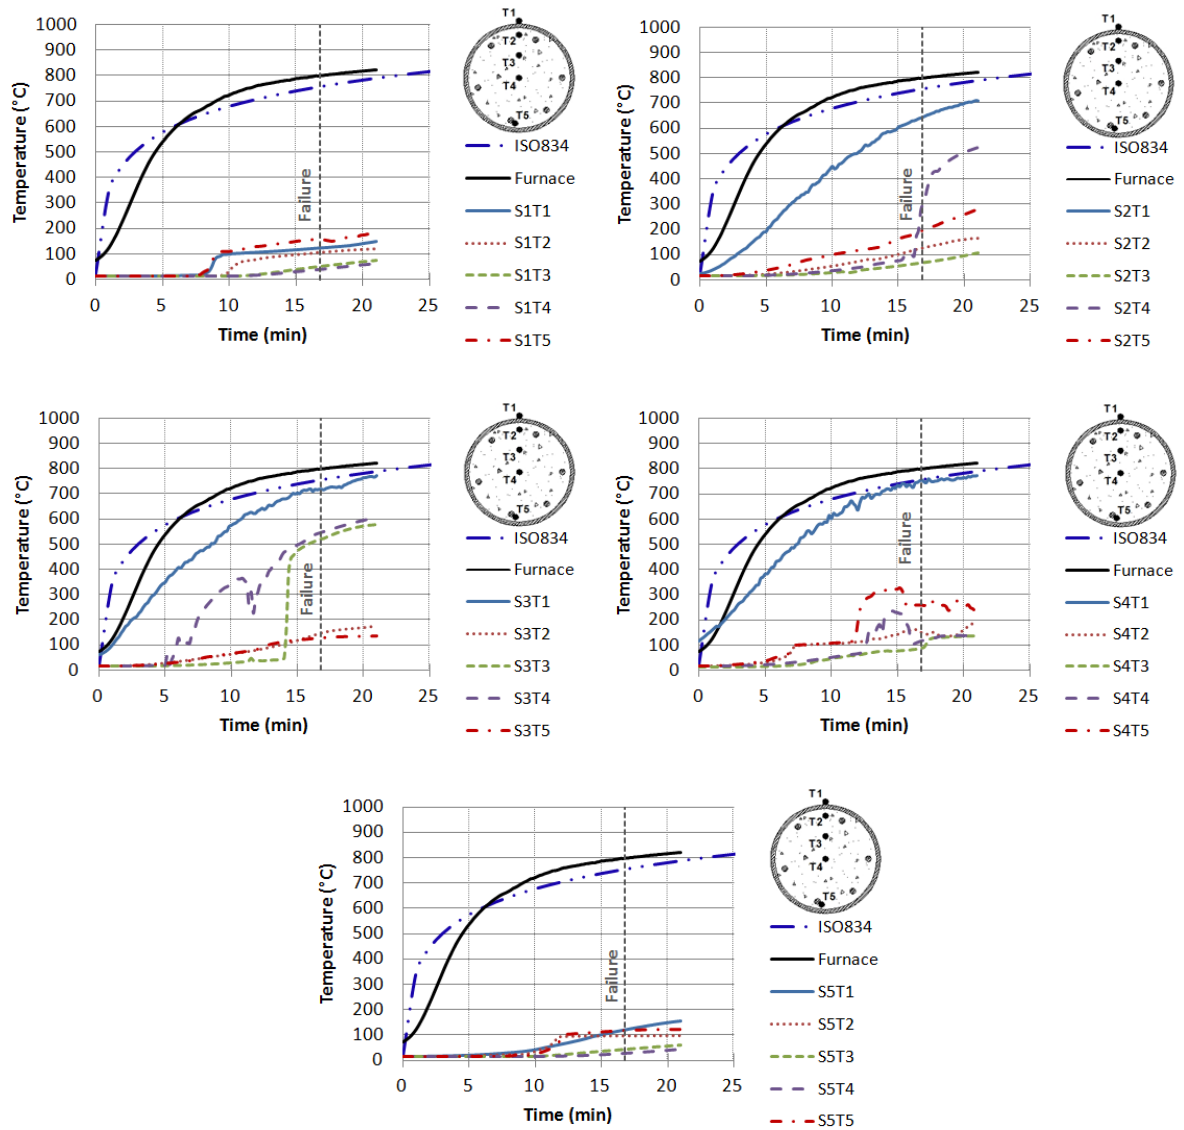 1000
900
800
700
600
500
400
300
200
100
0
Temperature (°C)
0 5 10 15 20 25
Time (min)
Failure
T1
T2
T3
T4
T5
ISO834
Furnace
S1T1
S1T2
S1T3
S1T4
S1T5
1000
900
800
700
600
500
400
300
200
100
0
Temperature (°C)
0 5 10 15 20 25
Time (min)
Failure
T1
T2
T3
T4
T5
ISO834
Furnace
S2T1
S2T2
S2T3
S2T4
S2T5
1000
900
800
700
600
500
400
300
200
100
0
Temperature (°C)
0 5 10 15 20 25
Time (min)
Failure
T1
T2
T3
T4
T5
ISO834
Furnace
S3T1
S3T2
S3T3
S3T4
S3T5
1000
900
800
700
600
500
400
300
200
100
0
Temperature (°C)
0 5 10 15 20 25
Time (min)
Failure
T1
T2
T3
T4
T5
ISO834
Furnace
S4T1
S4T2
S4T3
S4T4
S4T5
1000
900
800
700
600
500
400
300
200
100
0
Temperature (°C)
0 5 10 15 20 25
Time (min)
Failure
T1
T2
T3
T4
T5
ISO834
Furnace
S5T1
S5T2
S5T3
S5T4
S5T5